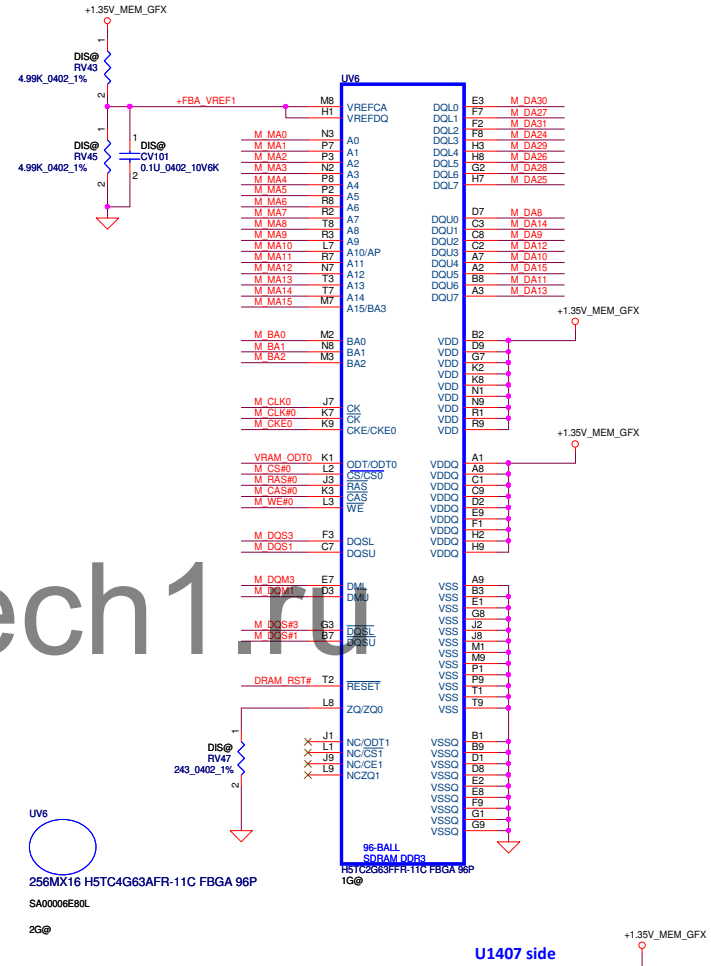 +1.35V_MEM_GFX
1
DIS@
RV43
4.99K_0402_1%
2
+FBA_VREF1
DIS@
RV45
4.99K_0402_1%
1
2
1
DIS@
CV101
0.1U_0402_10V6K
2
UV6
M8 VREFCA
H1 VREFDQ
M_MA0 N3 A0
M_MA1 P7 A1
M_MA2 P3 A2
M_MA3 N2 A3
M_MA4 P8 A4
M_MA5 P2 A5
M_MA6 R8 A6
M_MA7 R2 A7
M_MA8 T8 A8
M_MA9 R3 A9
M_MA10 L7 A10/AP
M_MA11 R7 A11
M_MA12 N7 A12
M_MA13 T3 A13
M_MA14 T7 A14
M_MA15 M7 A15/BA3
M_BA0 M2 BA0
M_BA1 N8 BA1
M_BA2 M3 BA2
M_CLK0 J7 CK
M_CLK#0 K7 CK
M_CKE0 K9 CKE/CKE0
VRAM_ODT0 K1 ODT/ODT0
M_CS#0 L2 CS/CS0
M_RAS#0 J3 RAS
M_CAS#0 K3 CAS
M_WE#0 L3 WE
M_DQS3 F3 DQSL
M_DQS1 C7 DQSU
M_DQM3 E7 DML
M_DQM1 D3 DMU
M_DQS#3 G3 DQSL
M_DQS#1 B7 DQSU
DRAM_RST# T2 RESET
L8 ZQ/ZQ0
J1 NC/ODT1
L1 NC/CS1
J9 NC/CE1
L9 NCZQ1
DQL0 E3 M_DA30
DQL1 F7 M_DA27
DQL2 F2 M_DA31
DQL3 F8 M_DA24
DQL4 H3 M_DA29
DQL5 H8 M_DA26
DQL6 G2 M_DA28
DQL7 H7 M_DA25
DQU0 D7 M_DA8
DQU1 C3 M_DA14
DQU2 C8 M_DA9
DQU3 C2 M_DA12
DQU4 A7 M_DA10
DQU5 A2 M_DA15
DQU6 B8 M_DA11
DQU7 A3 M_DA13
+1.35V_MEM_GFX
VDD B2
VDD D9
VDD G7
VDD K2
VDD K8
VDD N1
VDD N9
VDD R1
VDD R9
+1.35V_MEM_GFX
VDDQ A1
VDDQ A8
VDDQ C1
VDDQ C9
VDDQ D2
VDDQ E9
VDDQ F1
VDDQ H2
VDDQ H9
VSS A9
VSS B3
VSS E1
VSS G8
VSS J2
VSS J8
VSS M1
VSS M9
VSS P1
VSS P9
VSS T1
VSS T9
VSSQ B1
VSSQ B9
VSSQ D1
VSSQ D8
VSSQ E2
VSSQ E8
VSSQ F9
VSSQ G1
VSSQ G9
ech1.ru
1
DIS@
RV47
243_0402_1%
2
96-BALL
SDRAM DDR3
H5TC2G63FFR-11C FBGA 96P
1G@
UV6
256MX16 H5TC4G63AFR-11C FBGA 96P
SA00006E80L
2G@
U1407 side
+1.35V_MEM_GFX